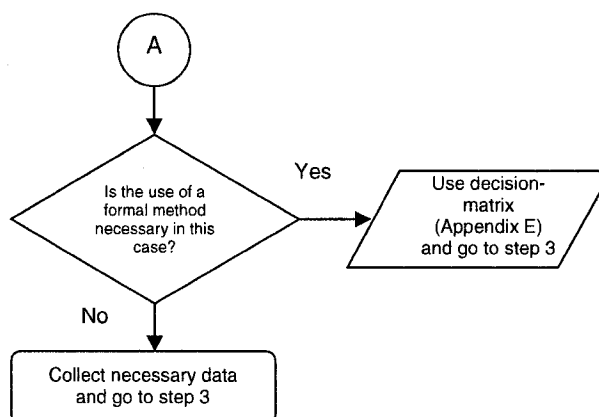 A
Is the use of a
formal method
necessary in this
case?
Yes
Use decision-
matrix
(Appendix E)
and go to step 3
No
Collect necessary data
and go to step 3